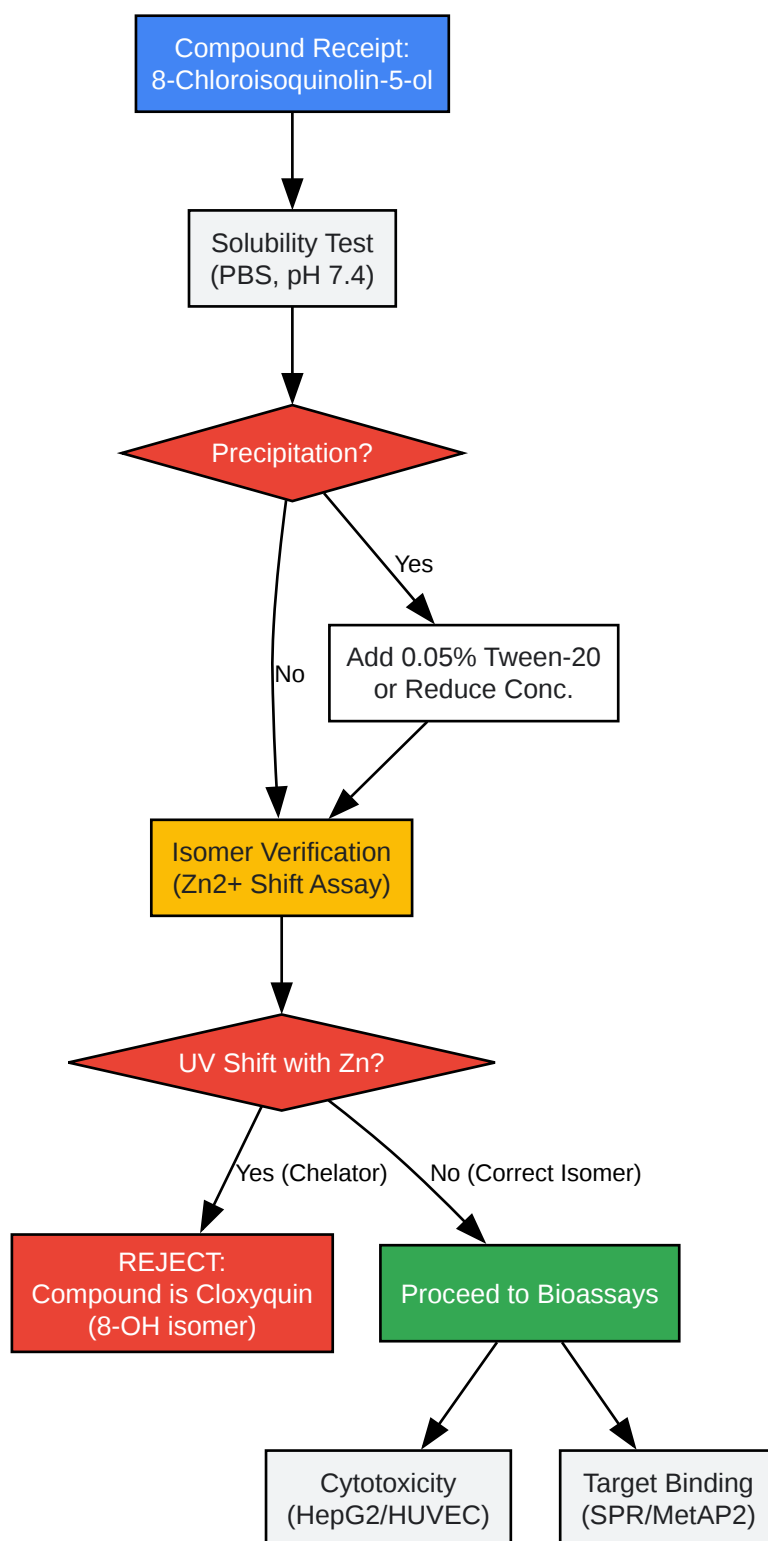 Compound Receipt:
8-Chloroisoquinolin-5-ol
Solubility Test
(PBS, pH 7.4)
Precipitation?
Yes
No
Add 0.05% Tween-20
or Reduce Conc.
Isomer Verification
(Zn2+ Shift Assay)
UV Shift with Zn?
Yes (Chelator)
No (Correct Isomer)
REJECT:
Compound is Cloxyquin
(8-OH isomer)
Proceed to Bioassays
Cytotoxicity
(HepG2/HUVEC)
Target Binding
(SPR/MetAP2)